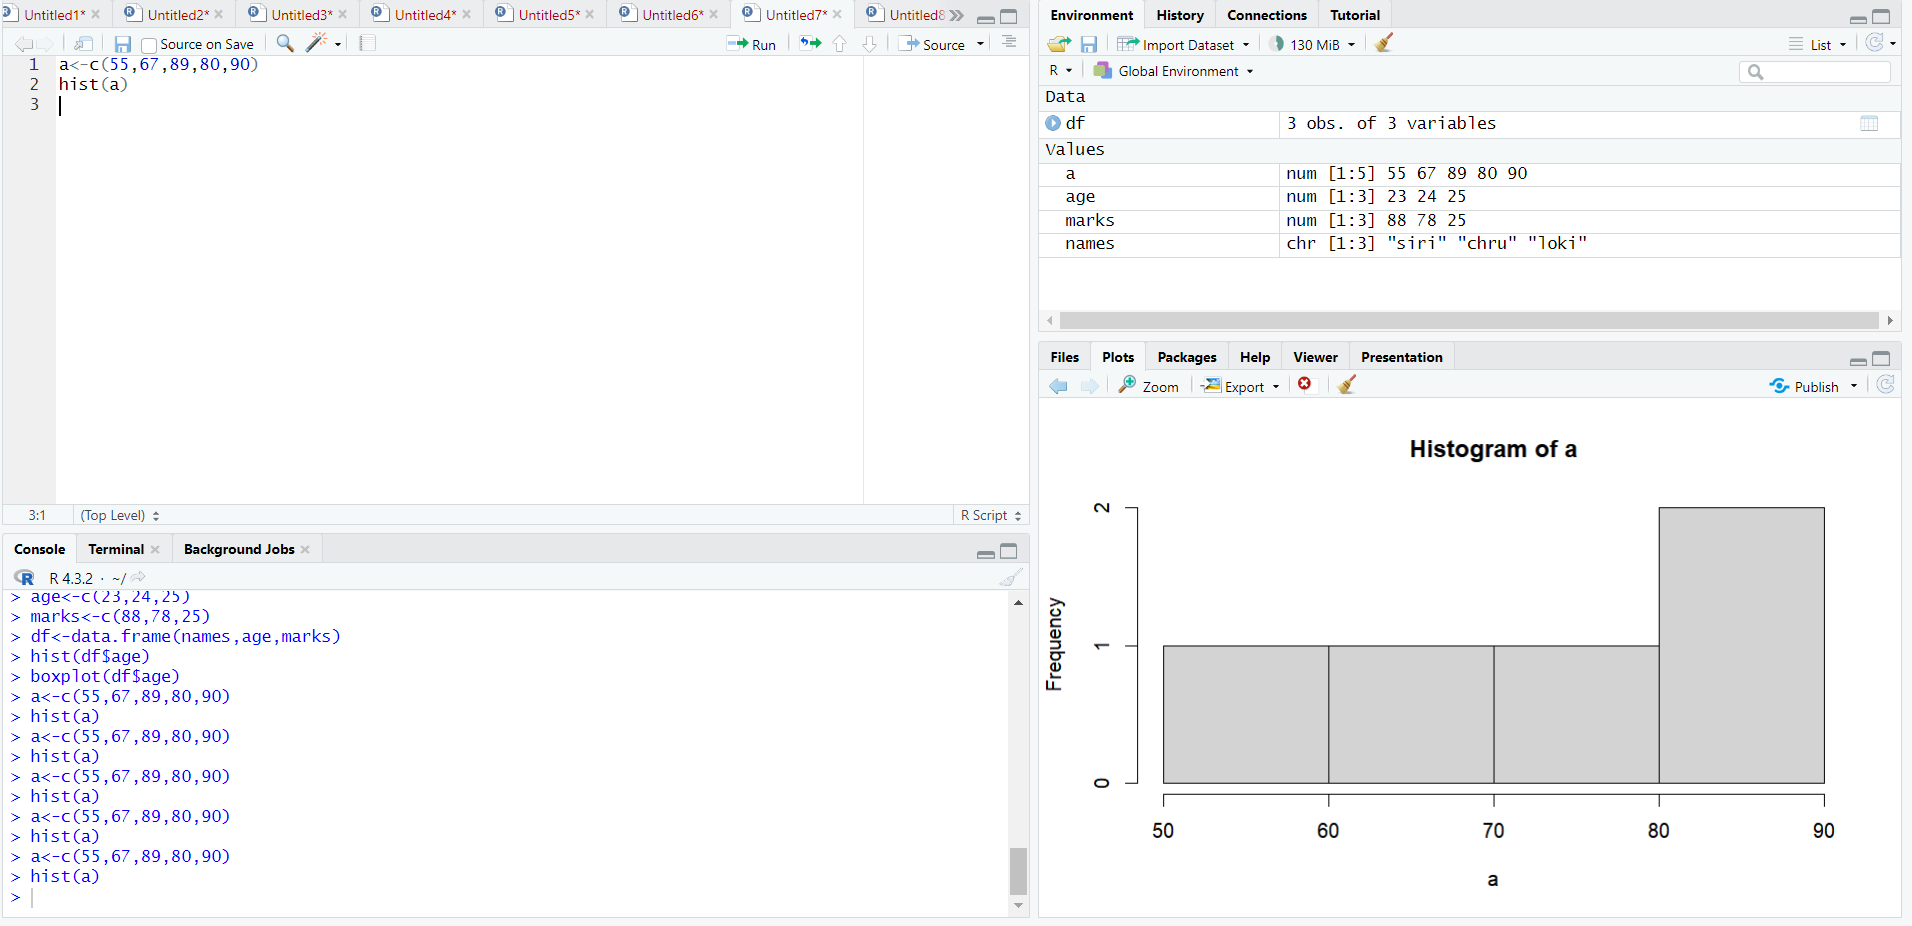 Untitled1* Untitled2* Untitled3* Untitled4* Untitled5* Untitled6* Untitled7* Untitled8
Source on Save Run Source
1 a<-c(55,67,89,80,90)
2 hist(a)
3
3:1 (Top Level) R Script
Console Terminal Background Jobs
R 4.3.2 · ~/
> age<-c(23,24,25)
> marks<-c(88,78,25)
> df<-data.frame(names,age,marks)
> hist(df$age)
> boxplot(df$age)
> a<-c(55,67,89,80,90)
> hist(a)
> a<-c(55,67,89,80,90)
> hist(a)
> a<-c(55,67,89,80,90)
> hist(a)
> a<-c(55,67,89,80,90)
> hist(a)
> a<-c(55,67,89,80,90)
> hist(a)
>
Environment History Connections Tutorial
Import Dataset 130 MiB List
R Global Environment
Data
df 3 obs. of 3 variables
Values
a num [1:5] 55 67 89 80 90
age num [1:3] 23 24 25
marks num [1:3] 88 78 25
names chr [1:3] "siri" "chru" "loki"
Files Plots Packages Help Viewer Presentation
Zoom Export Publish
Histogram of a
Frequency
2
1
0
50 60 70 80 90
a